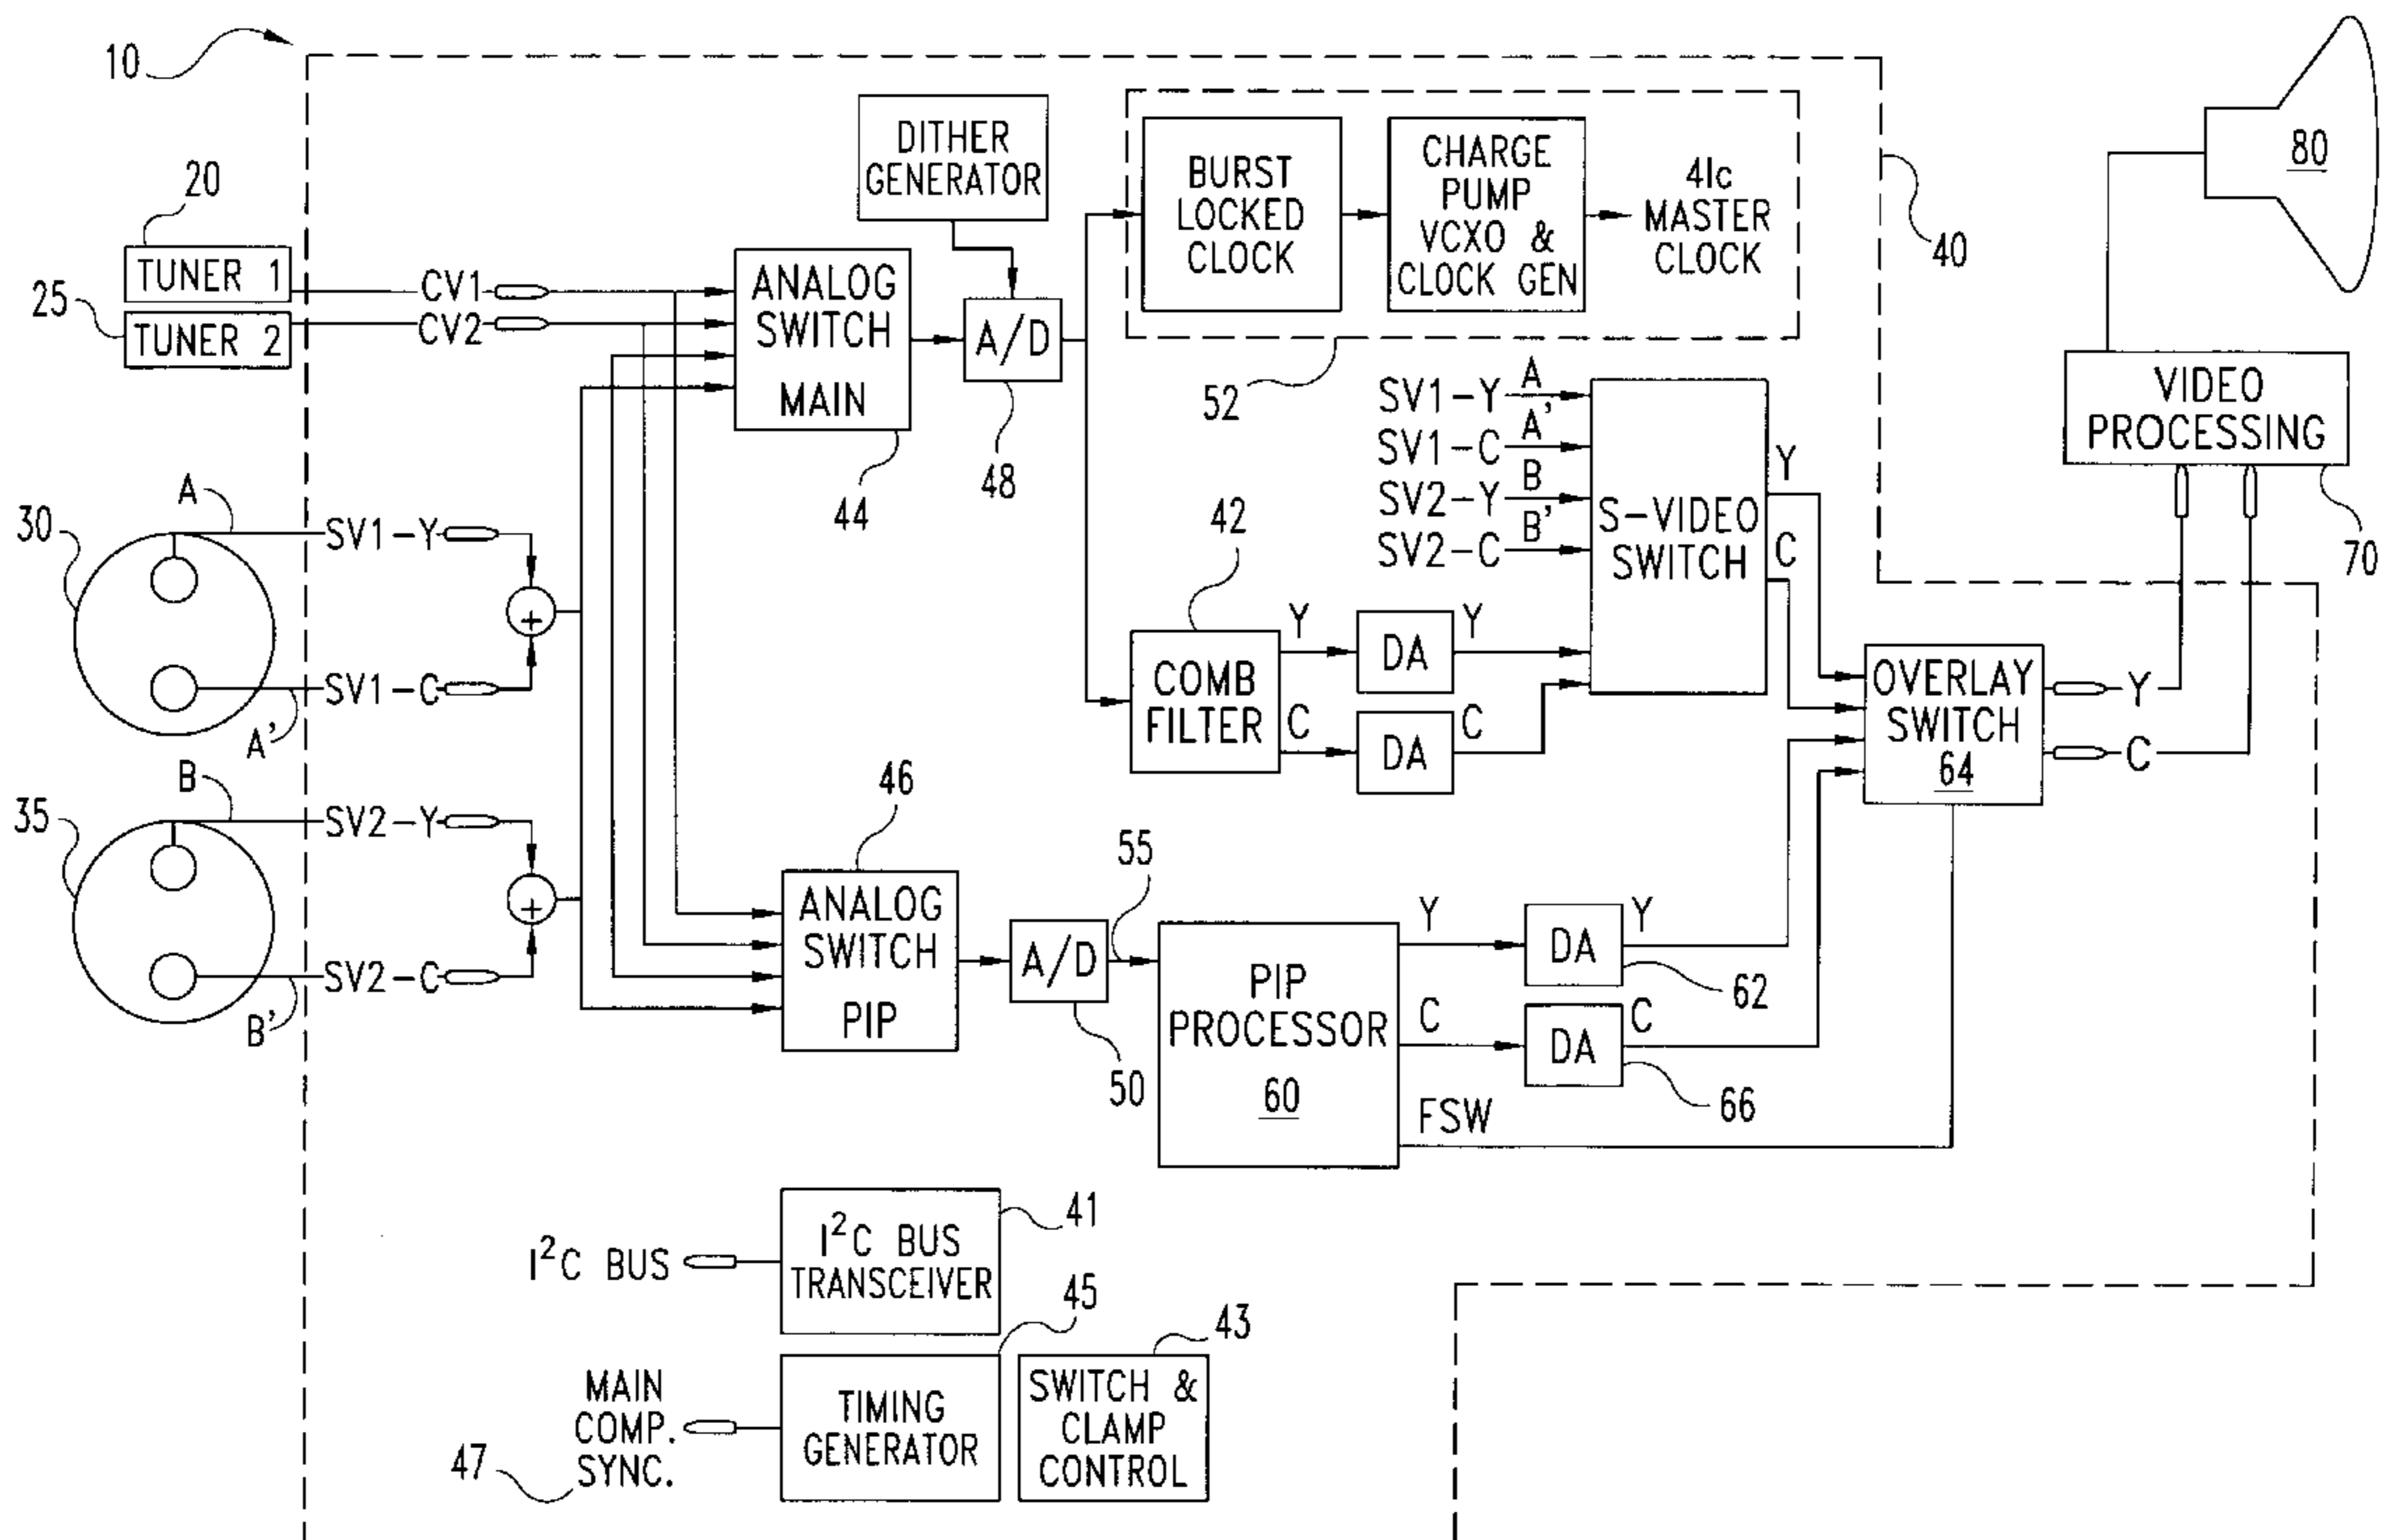 10
20
TUNER 1
25
TUNER 2
CV1
CV2
DITHER
GENERATOR
ANALOG
SWITCH
MAIN
44
A/D
48
BURST
LOCKED
CLOCK
CHARGE
PUMP
VCXO &
CLOCK GEN
4Ic
MASTER
CLOCK
52
40
80
VIDEO
PROCESSING
70
SV1-Y A
SV1-C A'
SV2-Y B
SV2-C B'
S-VIDEO
SWITCH
Y
C
30
A
SV1-Y
+
SV1-C
A'
35
B
SV2-Y
+
SV2-C
B'
42
COMB
FILTER
Y
DA
Y
C
DA
C
OVERLAY
SWITCH
64
Y
C
46
ANALOG
SWITCH
PIP
A/D
50
55
PIP
PROCESSOR
60
Y
DA
Y
62
C
DA
C
66
FSW
I²C BUS
I²C BUS
TRANSCEIVER
41
MAIN
COMP.
SYNC.
47
TIMING
GENERATOR
45
SWITCH &
CLAMP
CONTROL
43